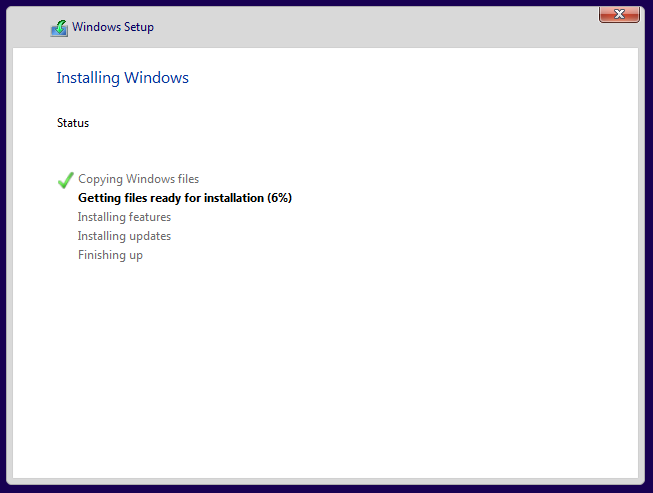 Windows Setup
Installing Windows
Status
Copying Windows files
Getting files ready for installation (6%)
Installing features
Installing updates
Finishing up